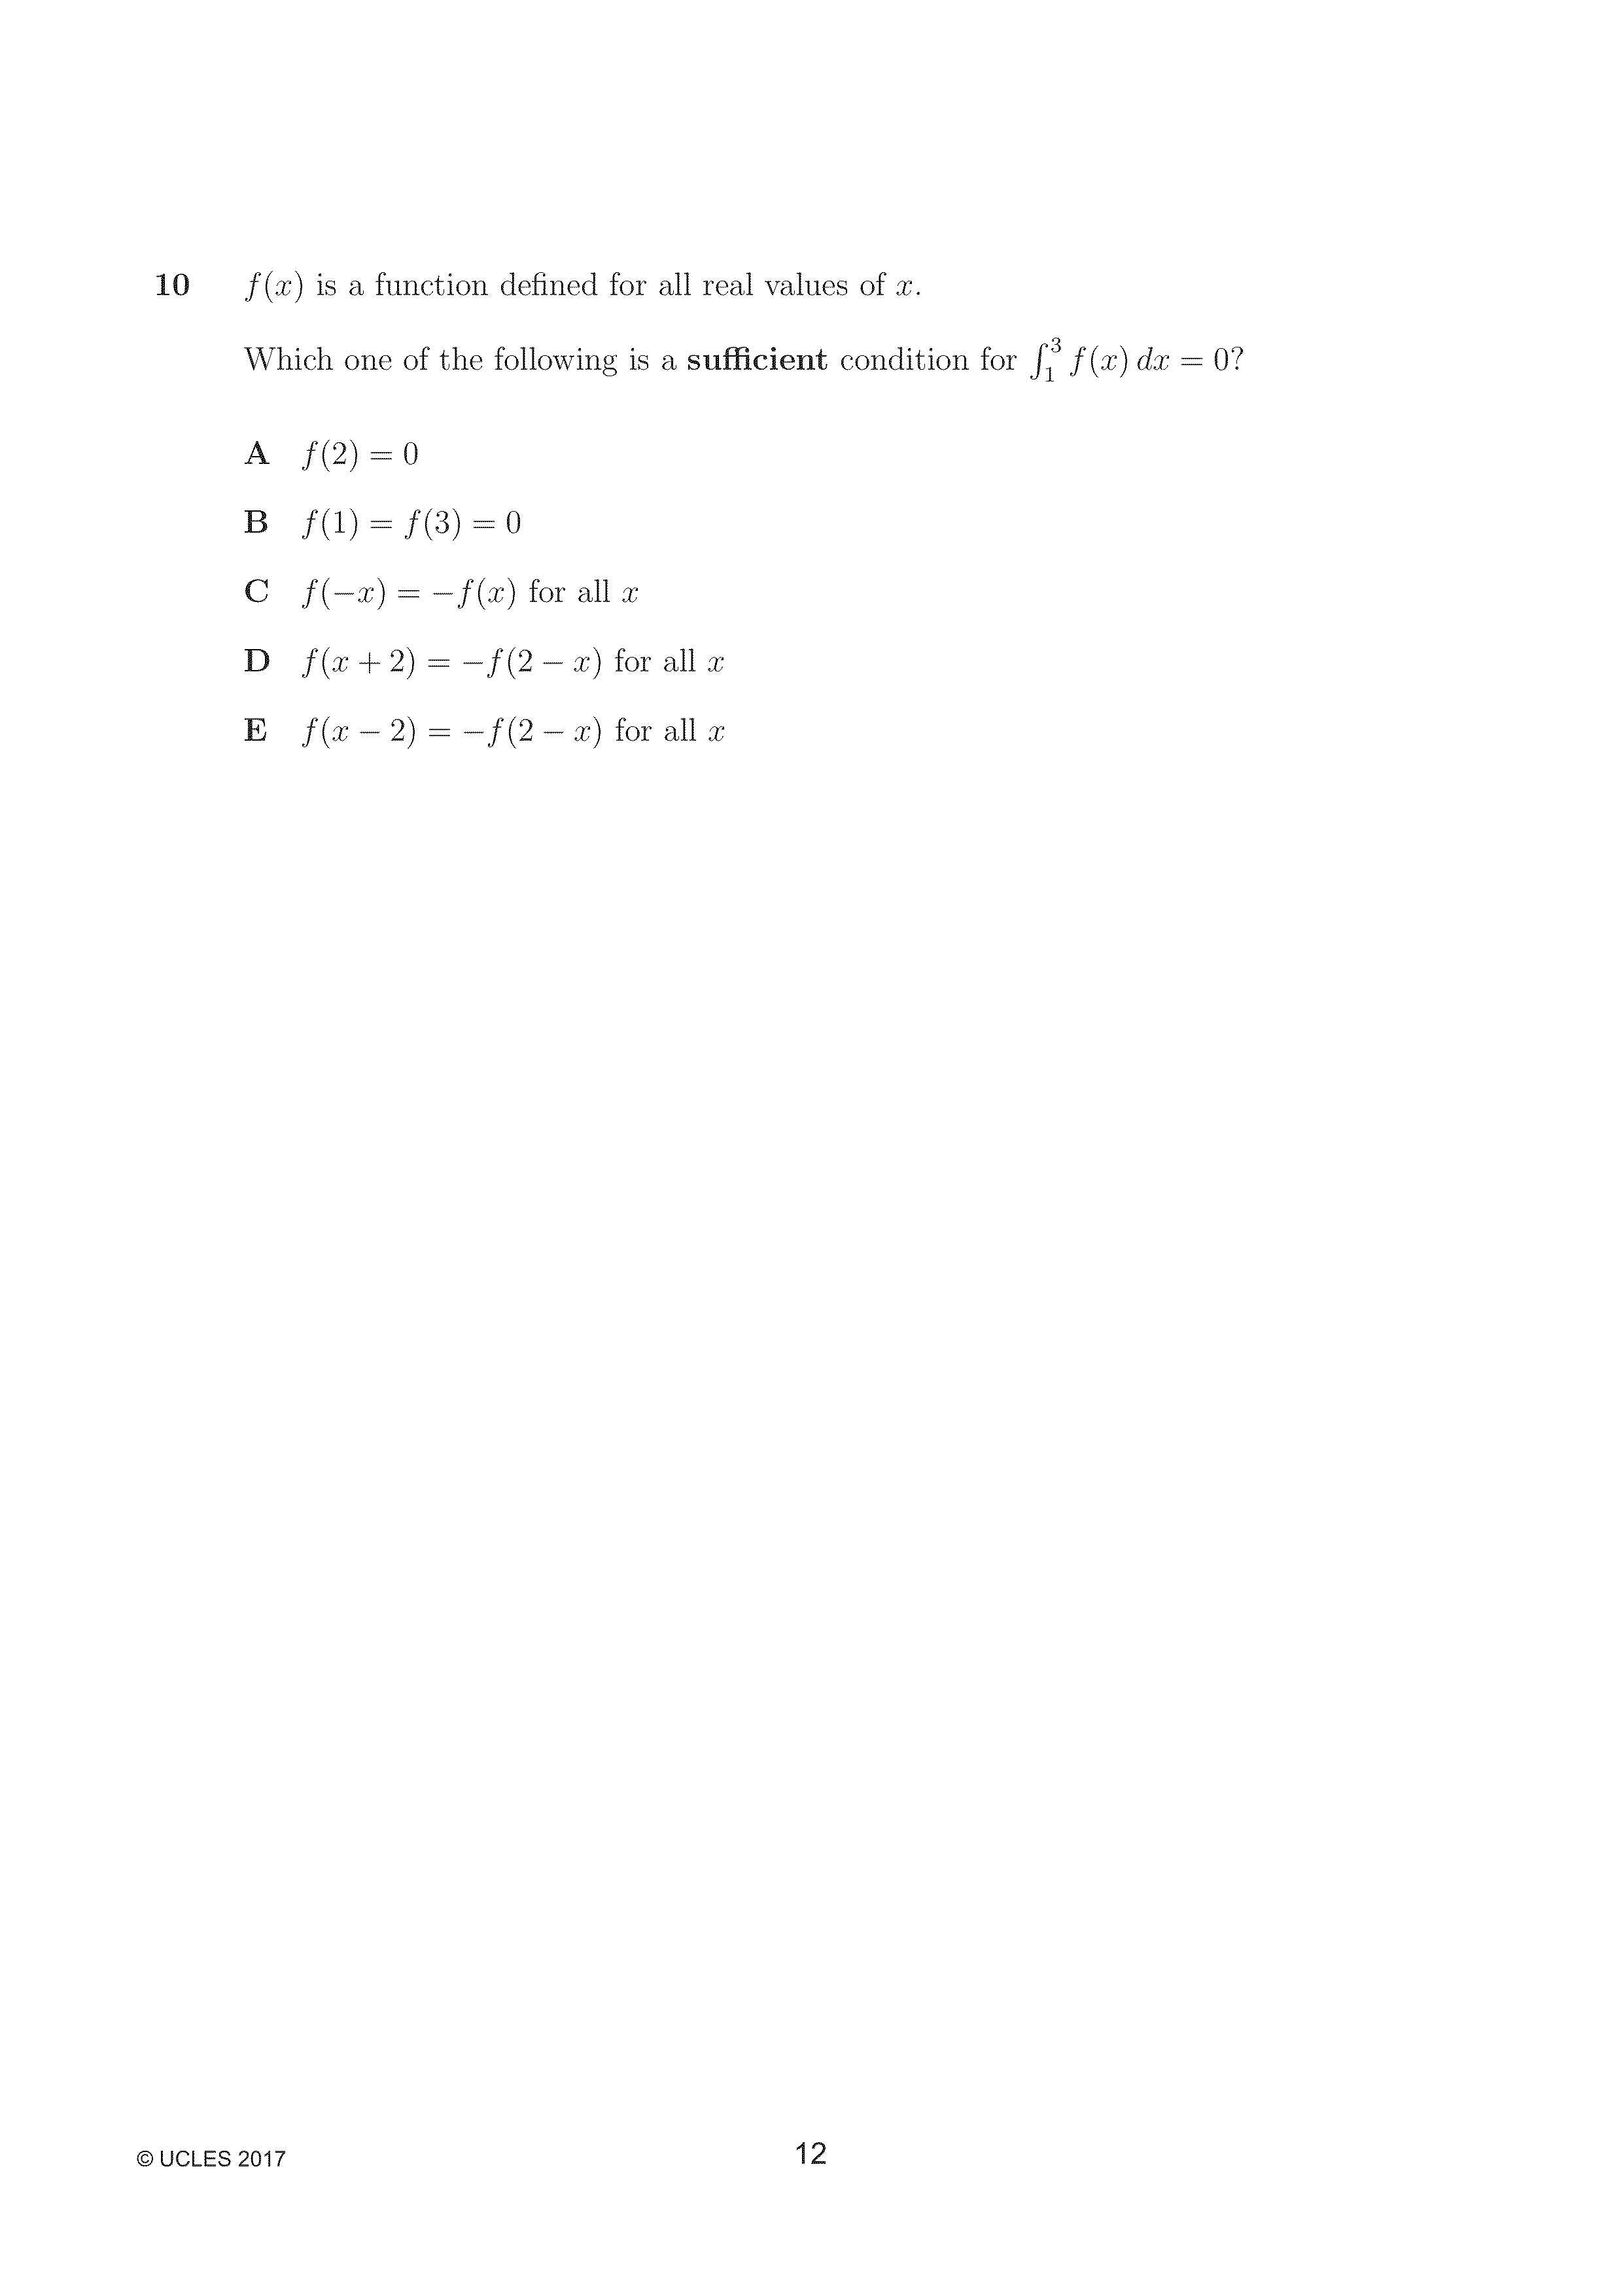 10 f(x) is a function defined for all real values of x.
Which one of the following is a sufficient condition for ∫₁³ f(x) dx = 0?
A f(2) = 0
B f(1) = f(3) = 0
C f(−x) = −f(x) for all x
D f(x + 2) = −f(2 − x) for all x
E f(x − 2) = −f(2 − x) for all x
© UCLES 2017
12